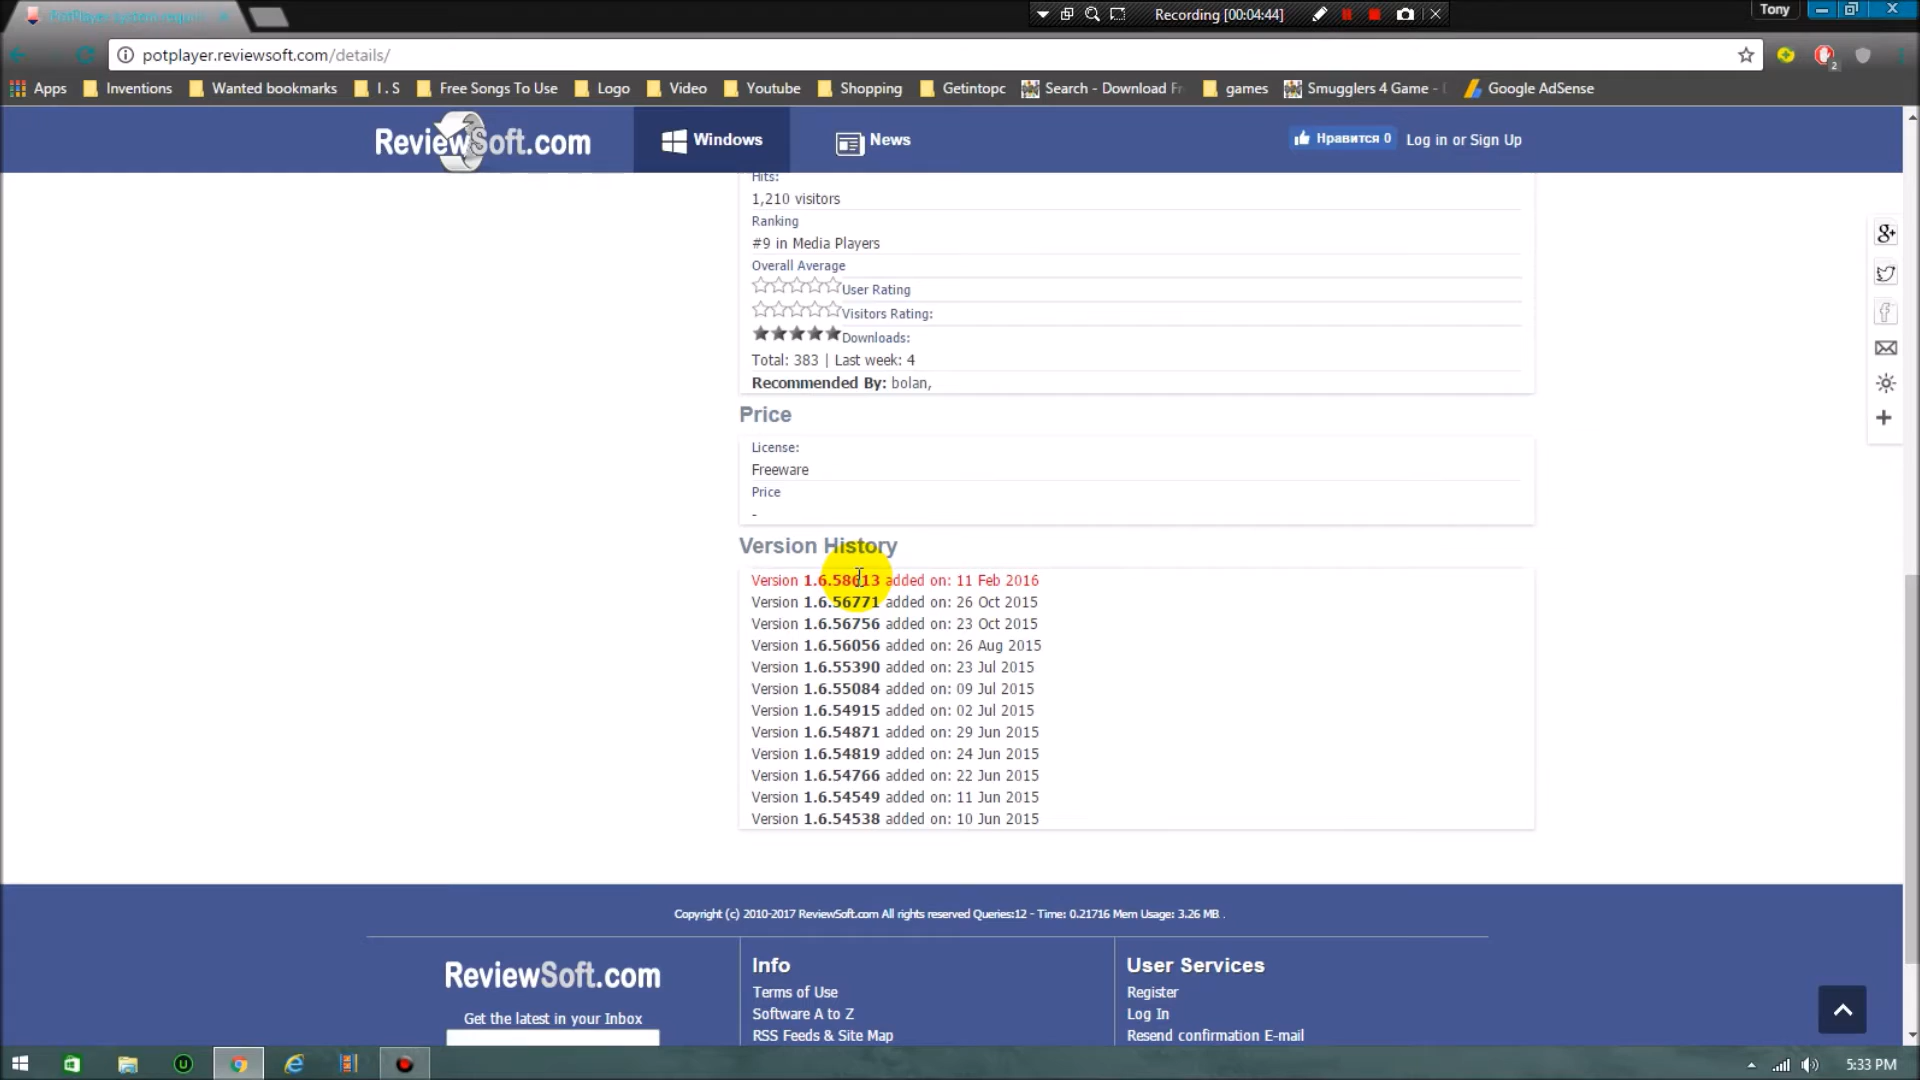 PotPlayer system requi
Recording [00:04:44]
Tony
potplayer.reviewsoft.com/details/
2
Apps
Inventions
Wanted bookmarks
I . S
Free Songs To Use
Logo
Video
Youtube
Shopping
Getintopc
Search - Download Fr
games
Smugglers 4 Game -
Google AdSense
ReviewSoft.com
Windows
News
Нравится 0
Log in or Sign Up
Hits:
1,210 visitors
Ranking
#9 in Media Players
Overall Average
User Rating
Visitors Rating:
Downloads:
Total: 383 | Last week: 4
Recommended By: bolan,
Price
License:
Freeware
Price
-
Version History
Version 1.6.58613 added on: 11 Feb 2016
Version 1.6.56771 added on: 26 Oct 2015
Version 1.6.56756 added on: 23 Oct 2015
Version 1.6.56056 added on: 26 Aug 2015
Version 1.6.55390 added on: 23 Jul 2015
Version 1.6.55084 added on: 09 Jul 2015
Version 1.6.54915 added on: 02 Jul 2015
Version 1.6.54871 added on: 29 Jun 2015
Version 1.6.54819 added on: 24 Jun 2015
Version 1.6.54766 added on: 22 Jun 2015
Version 1.6.54549 added on: 11 Jun 2015
Version 1.6.54538 added on: 10 Jun 2015
Copyright (c) 2010-2017 ReviewSoft.com All rights reserved Queries:12 - Time: 0.21716 Mem Usage: 3.26 MB .
ReviewSoft.com
Get the latest in your Inbox
Info
Terms of Use
Software A to Z
RSS Feeds & Site Map
User Services
Register
Log In
Resend confirmation E-mail
5:33 PM